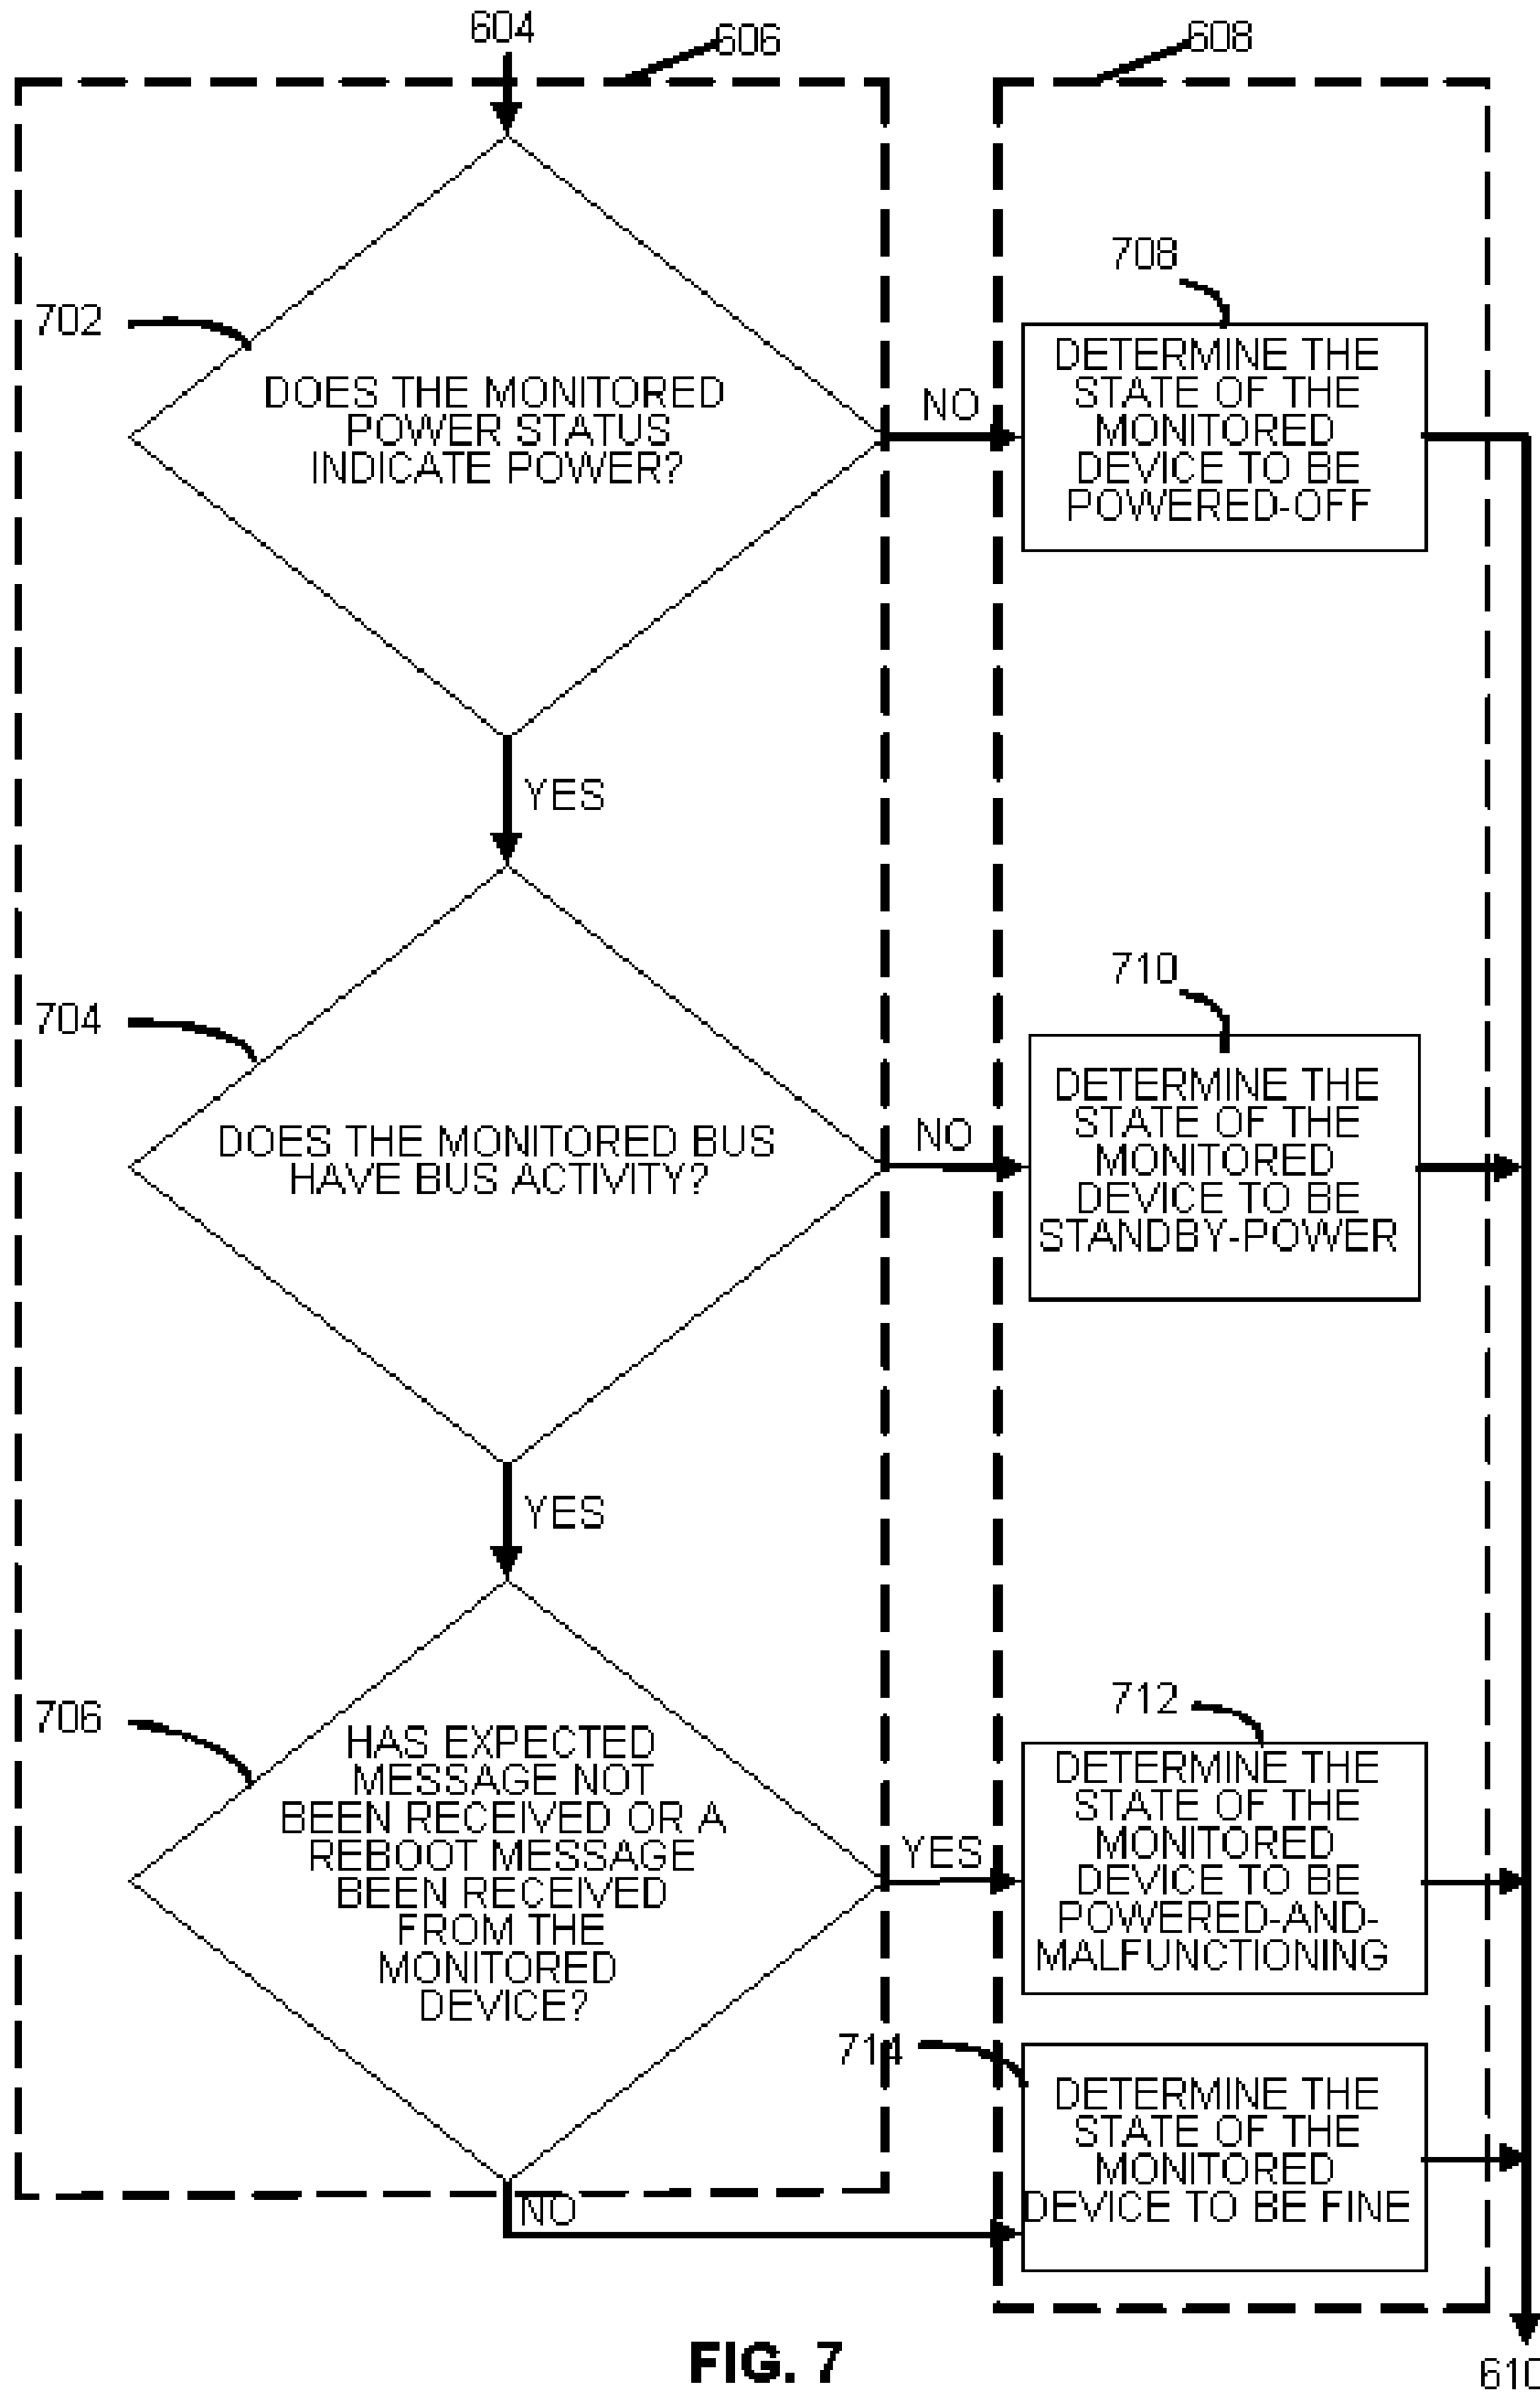 604
606
608
702
DOES THE MONITORED
POWER STATUS
INDICATE POWER?
NO
708
DETERMINE THE
STATE OF THE
MONITORED
DEVICE TO BE
POWERED-OFF
YES
704
DOES THE MONITORED BUS
HAVE BUS ACTIVITY?
NO
710
DETERMINE THE
STATE OF THE
MONITORED
DEVICE TO BE
STANDBY-POWER
YES
706
HAS EXPECTED
MESSAGE NOT
BEEN RECEIVED OR A
REBOOT MESSAGE
BEEN RECEIVED
FROM THE
MONITORED
DEVICE?
YES
712
DETERMINE THE
STATE OF THE
MONITORED
DEVICE TO BE
POWERED-AND-
MALFUNCTIONING
714
DETERMINE THE
STATE OF THE
MONITORED
DEVICE TO BE FINE
NO
FIG. 7
610